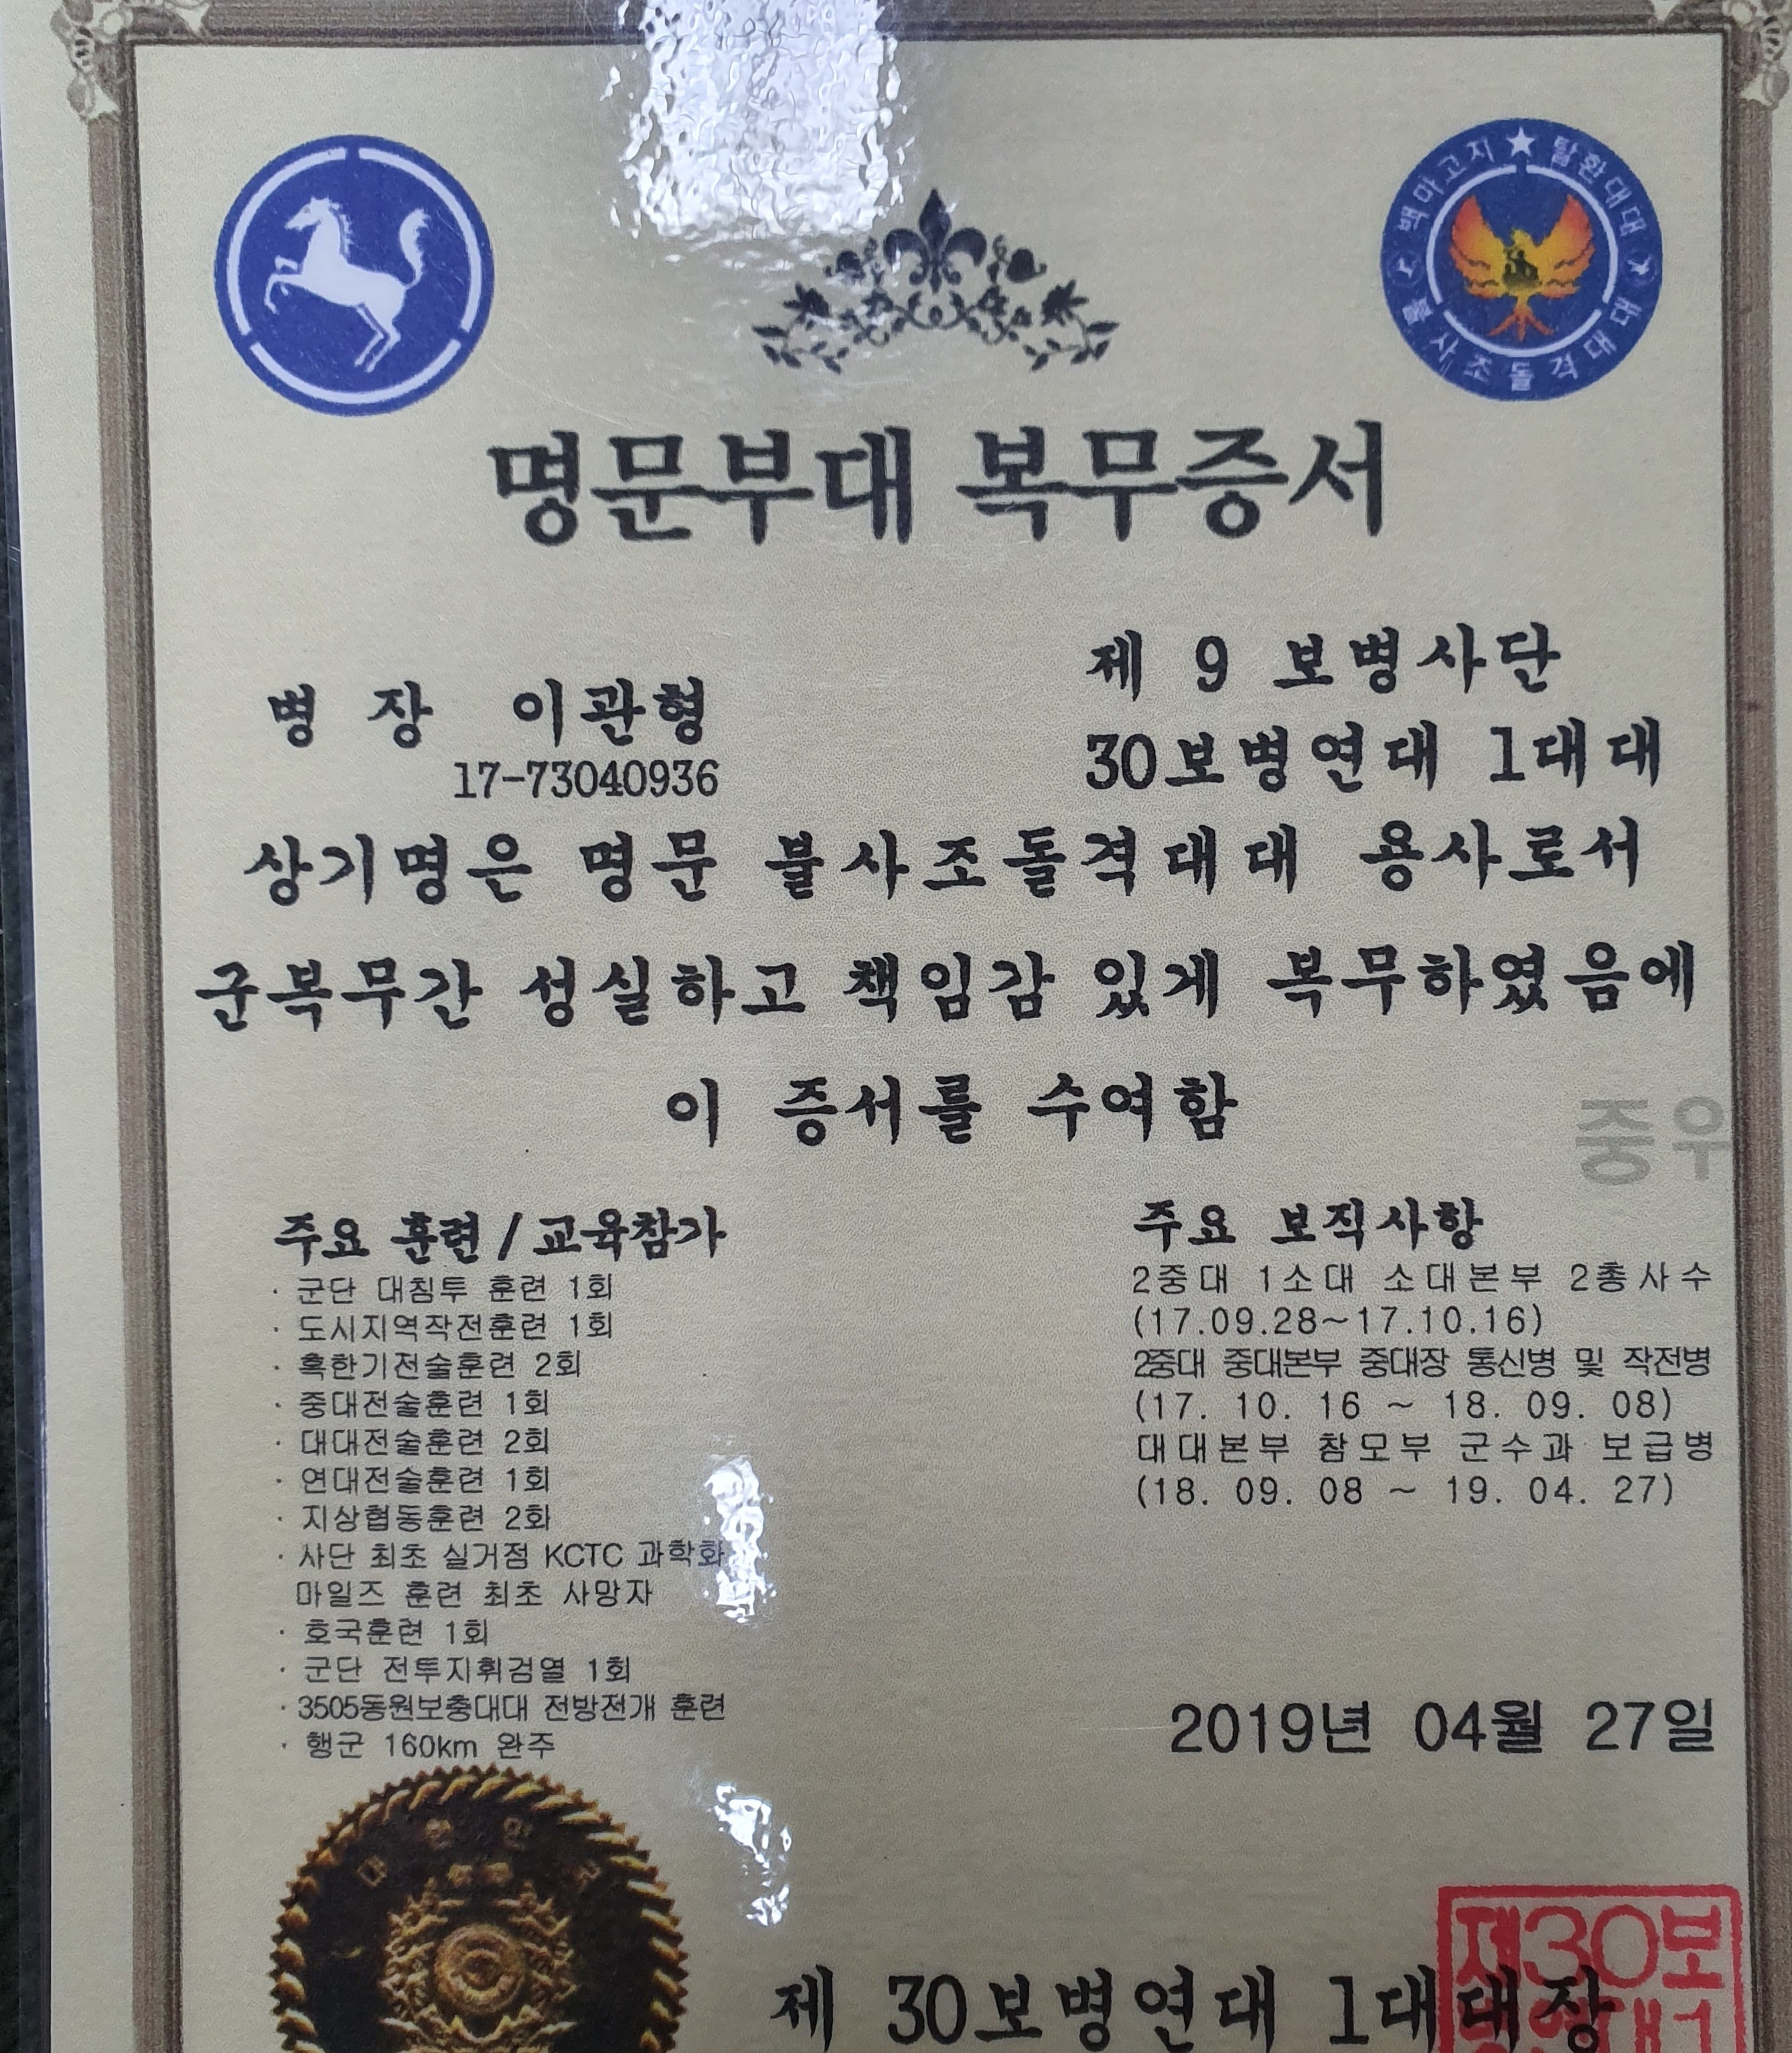 백마고지 ★ 탈환대대
불사조돌격대대
명문부대 복무증서
병 장 이관형
17-73040936
제 9 보병사단
30보병연대 1대대
상기명은 명문 불사조돌격대대 용사로서
군복무간 성실하고 책임감 있게 복무하였음에
이 증서를 수여함
주요 훈련/교육참가
· 군단 대침투 훈련 1회
· 도시지역작전훈련 1회
· 혹한기전술훈련 2회
· 중대전술훈련 1회
· 대대전술훈련 2회
· 연대전술훈련 1회
· 지상협동훈련 2회
· 사단 최초 실거점 KCTC 과학화
마일즈 훈련 최초 사망자
· 호국훈련 1회
· 군단 전투지휘검열 1회
· 3505동원보충대대 전방전개 훈련
· 행군 160km 완주
주요 보직사항
2중대 1소대 소대본부 2총사수
(17.09.28~17.10.16)
2중대 중대본부 중대장 통신병 및 작전병
(17. 10. 16 ~ 18. 09. 08)
대대본부 참모부 군수과 보급병
(18. 09. 08 ~ 19. 04. 27)
2019년 04월 27일
제 30보병연대 1대대장
제30보